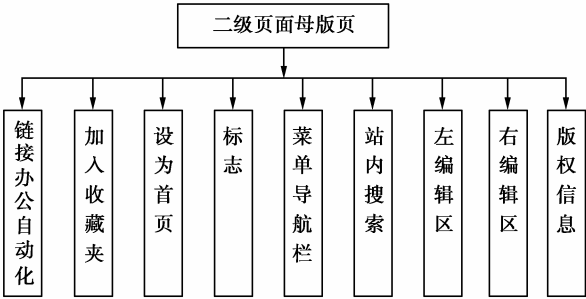 二级页面母版页
链接办公自动化
加入收藏夹
设为首页
标志
菜单导航栏
站内搜索
左编辑区
右编辑区
版权信息